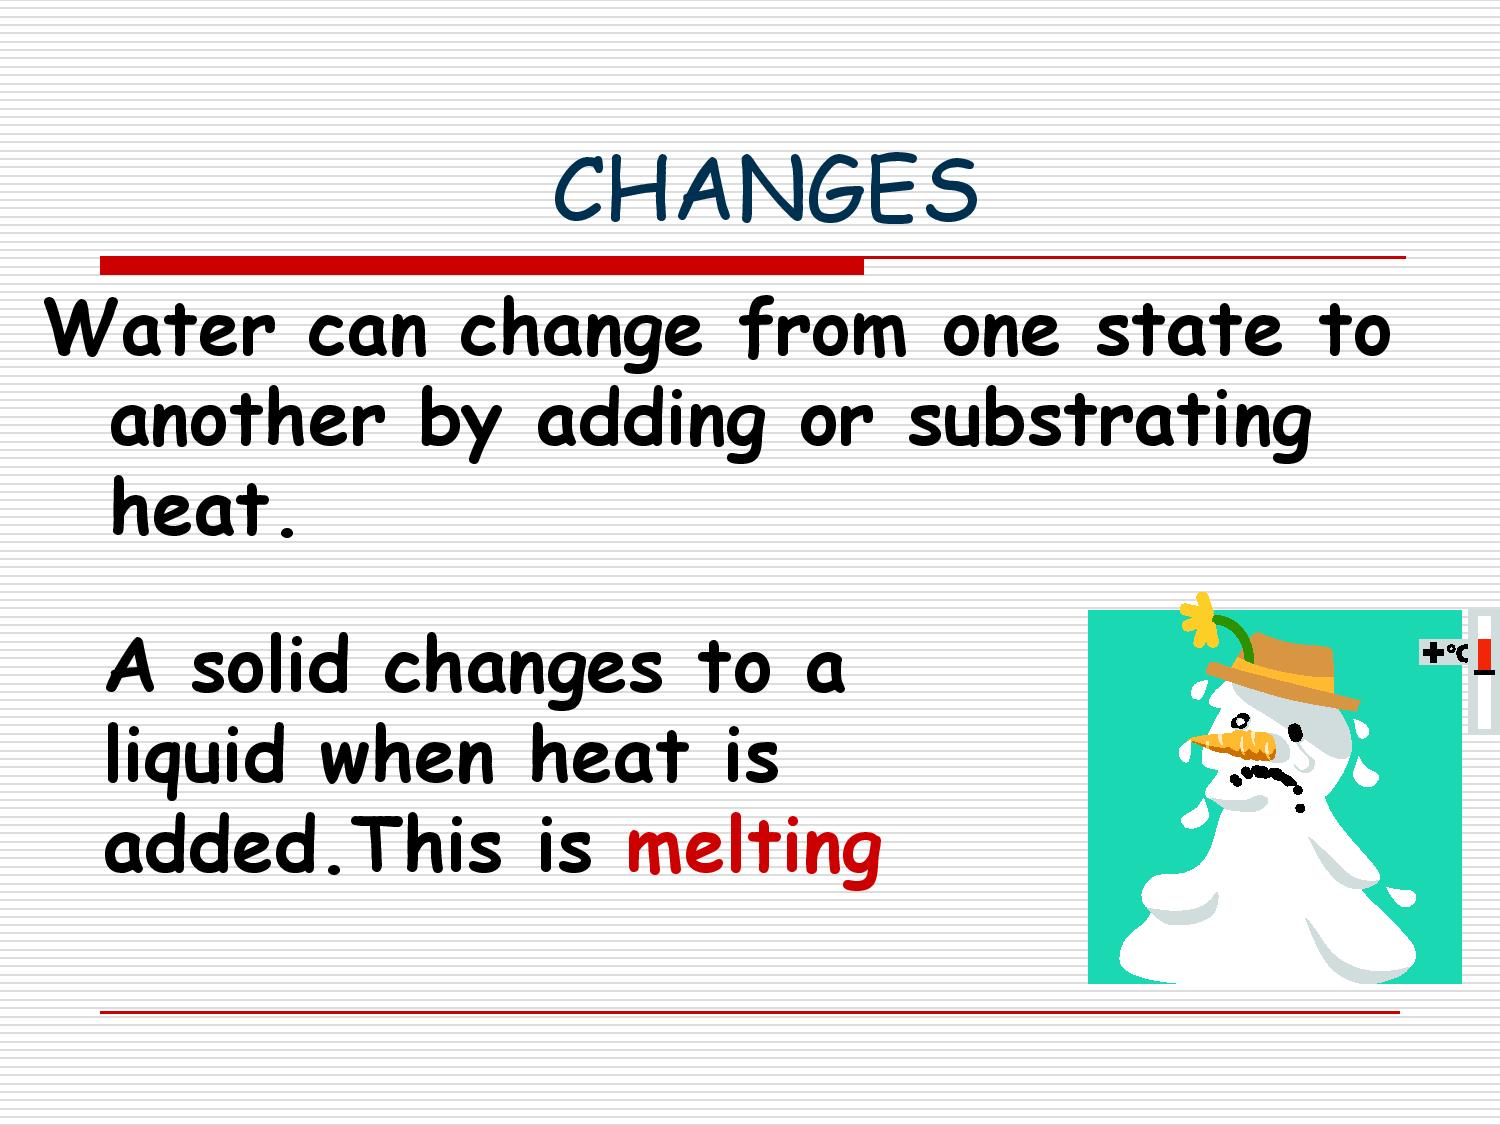 CHANGES
Water can change from one state to
another by adding or substrating
heat.
A solid changes to a
liquid when heat is
added.This is melting
+°C